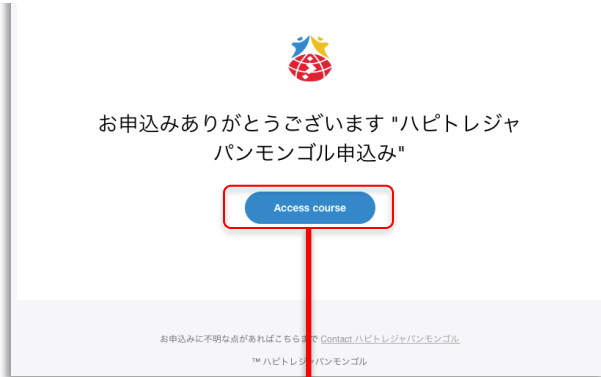 お申込みありがとうございます "ハピトレジャ
パンモンゴル申込み"
Access course
お申込みに不明な点があればこちらまで Contact ハピトレジャパンモンゴル
™ ハピトレジャパンモンゴル